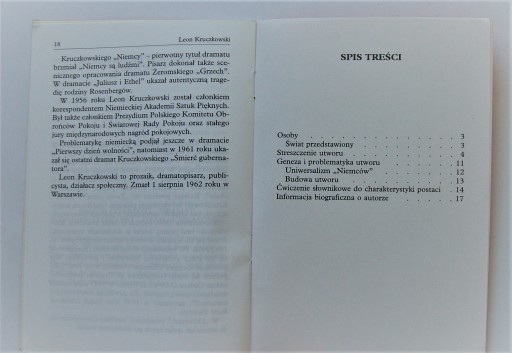 18
Leon Kruczkowski
Kruczkowskiego „Niemcy” – pierwotny tytuł dramatu
brzmiał „Niemcy są ludźmi”. Pisarz dokonał także sce-
nicznego opracowania dramatu Żeromskiego „Grzech”.
W dramacie „Juliusz i Ethel” ukazał autentyczną trage-
dię rodziny Rosenbergów.
W 1956 roku Leon Kruczkowski został członkiem
korespondentem Niemieckiej Akademii Sztuk Pięknych.
Był także członkiem Prezydium Polskiego Komitetu Ob-
rońców Pokoju i Światowej Rady Pokoju oraz stałego
jury międzynarodowych nagród pokojowych.
Problematykę niemiecką podjął jeszcze w dramacie
„Pierwszy dzień wolności”, natomiast w 1961 roku uka-
zał się ostatni dramat Kruczkowskiego „Śmierć guberna-
tora”.
Leon Kruczkowski to prozaik, dramatopisarz, publi-
cysta, działacz społeczny. Zmarł 1 sierpnia 1962 roku w
Warszawie.
SPIS TREŚCI
Osoby . . . . . . . . . . . . . . 3
Świat przedstawiony . . . . . . . . . . 3
Streszczenie utworu . . . . . . . . . . . 4
Geneza i problematyka utworu . . . . . . . . 11
Uniwersalizm „Niemców” . . . . . . . . . 12
Budowa utworu . . . . . . . . . . . 13
Ćwiczenie słownikowe do charakterystyki postaci . 14
Informacja biograficzna o autorze . . . . . . 17